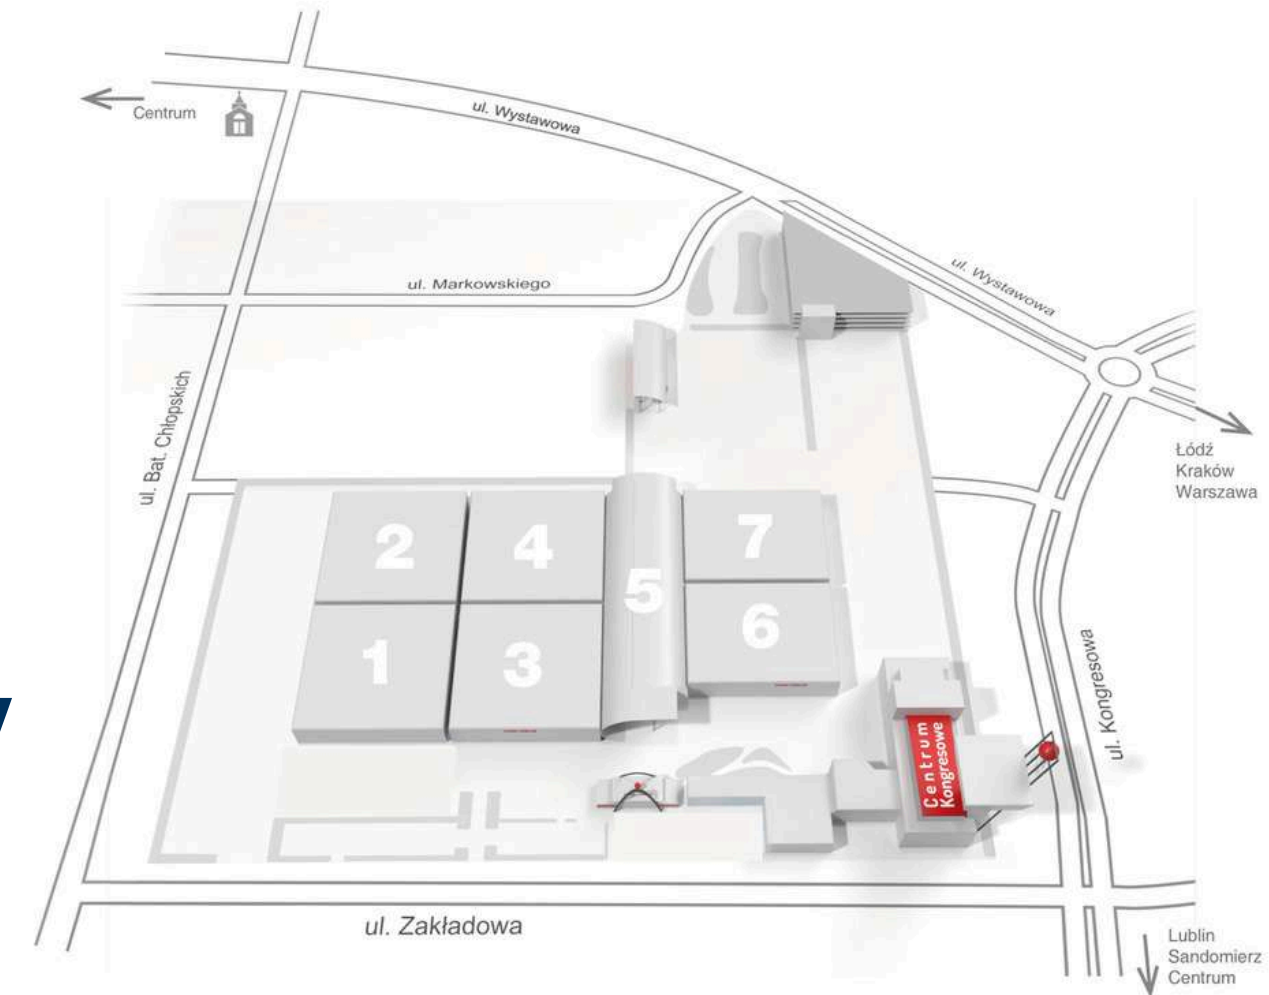 Centrum
ul. Wystawowa
ul. Markowskiego
ul. Wystawowa
ul. Bat. Chłopskich
Łódź
Kraków
Warszawa
2
4
5
7
1
3
6
ul. Kongresowa
Centrum
Kongresowe
ul. Zakładowa
Lublin
Sandomierz
Centrum